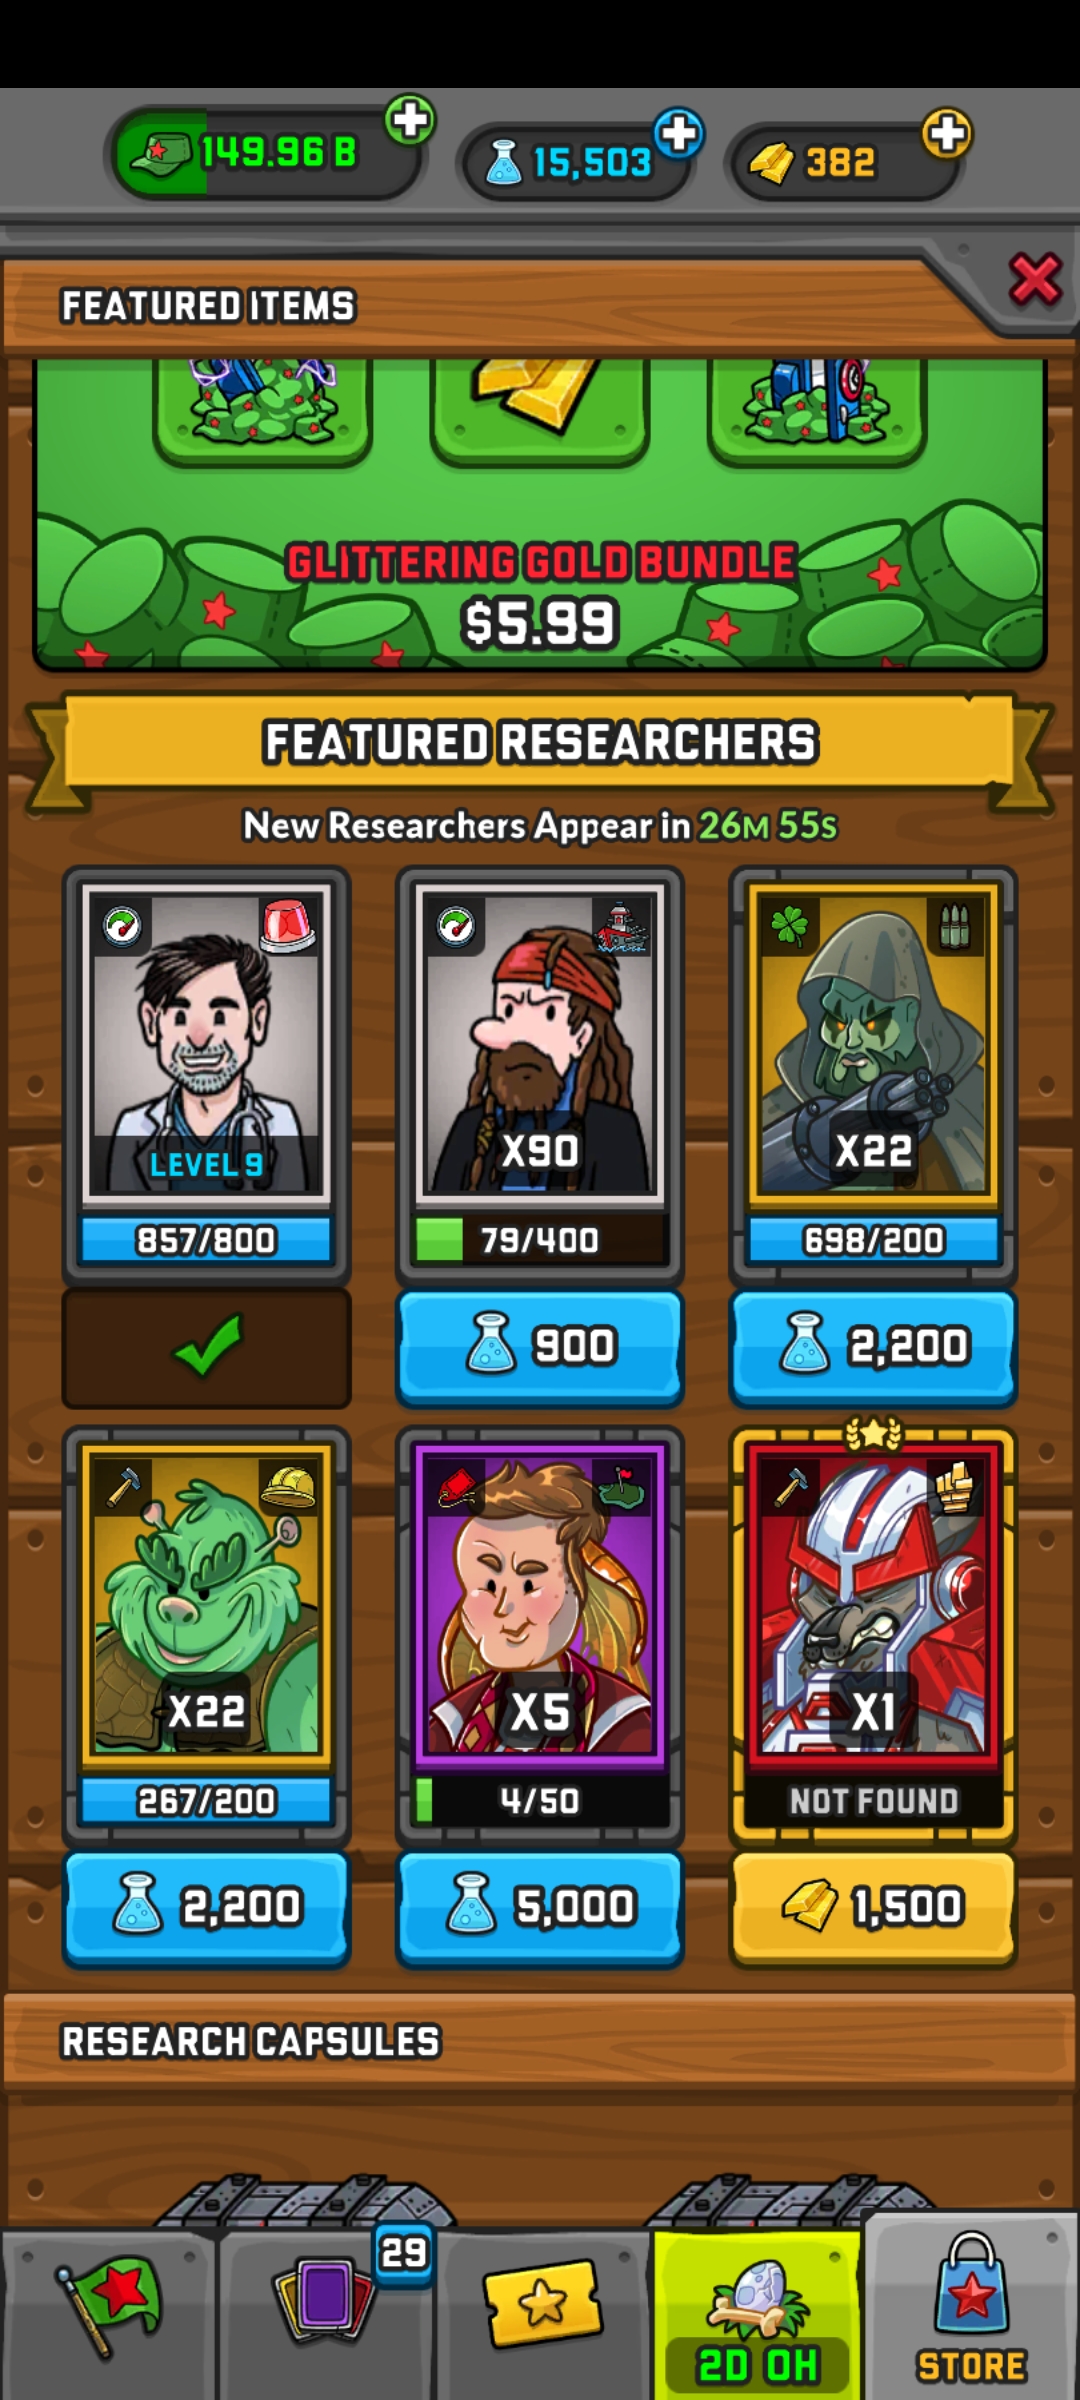 149.96 B
15,503
382
FEATURED ITEMS
GLITTERING GOLD BUNDLE
$5.99
FEATURED RESEARCHERS
New Researchers Appear in 26M 55S
LEVEL 9
X90
X22
857/800
79/400
698/200
900
2,200
X22
X5
X1
267/200
4/50
NOT FOUND
2,200
5,000
1,500
RESEARCH CAPSULES
29
2D 0H
STORE